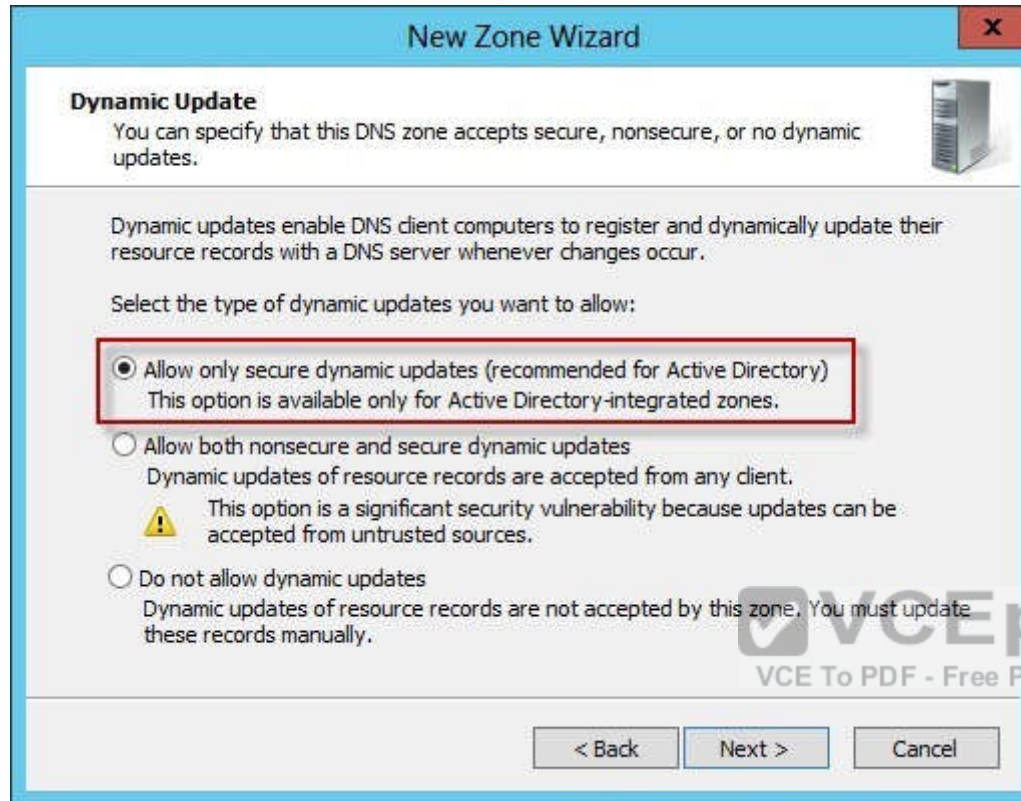 New Zone Wizard
x
Dynamic Update
You can specify that this DNS zone accepts secure, nonsecure, or no dynamic
updates.
Dynamic updates enable DNS client computers to register and dynamically update their
resource records with a DNS server whenever changes occur.
Select the type of dynamic updates you want to allow:
Allow only secure dynamic updates (recommended for Active Directory)
This option is available only for Active Directory-integrated zones.
Allow both nonsecure and secure dynamic updates
Dynamic updates of resource records are accepted from any client.
This option is a significant security vulnerability because updates can be
accepted from untrusted sources.
Do not allow dynamic updates
Dynamic updates of resource records are not accepted by this zone. You must update
these records manually.
VCEp
VCE To PDF - Free P
< Back Next > Cancel